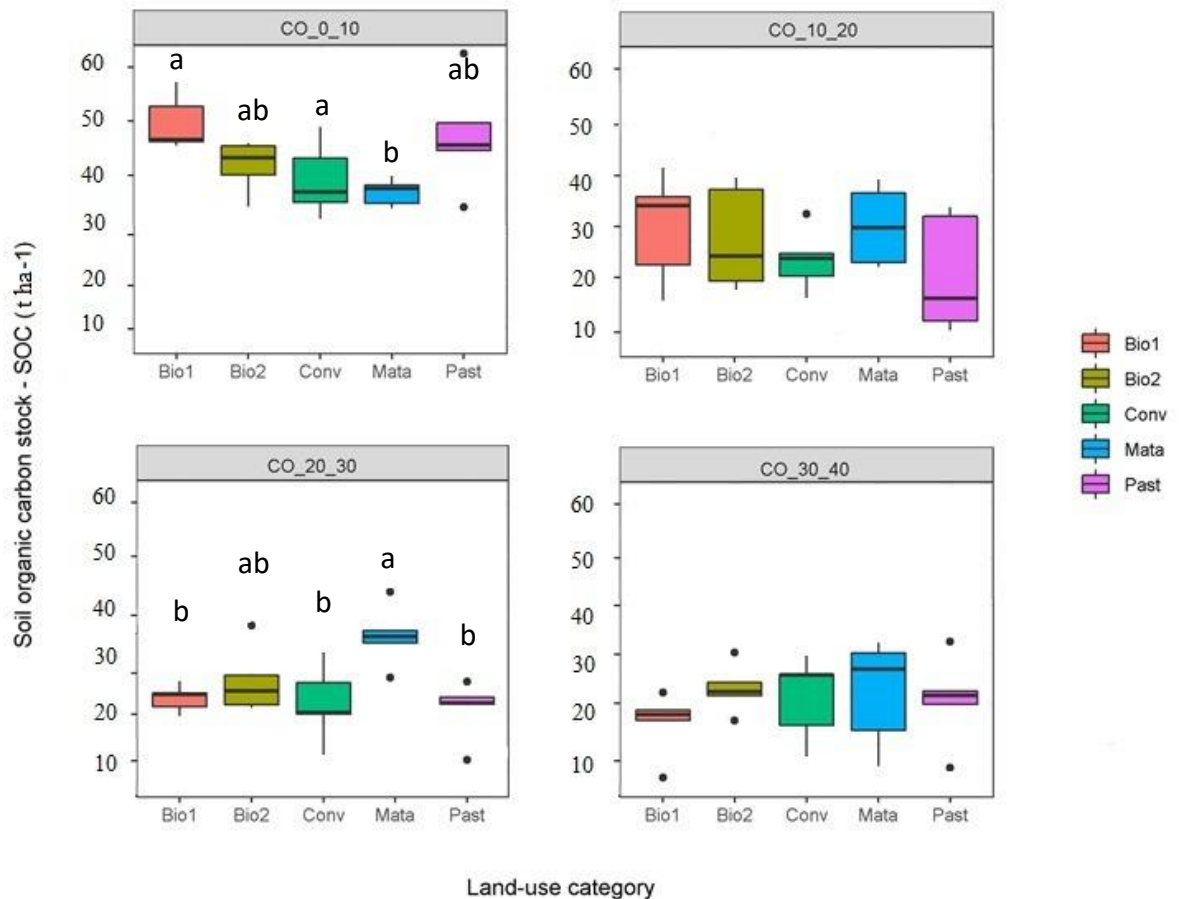 CO_0_10
60
50
40
30
20
10
a
ab
a
b
ab
Bio1 Bio2 Conv Mata Past
CO_10_20
60
50
40
30
20
10
Bio1 Bio2 Conv Mata Past
Soil organic carbon stock - SOC ( t ha-1)
CO_20_30
60
50
40
30
20
10
b
ab
b
a
b
Bio1 Bio2 Conv Mata Past
CO_30_40
60
50
40
30
20
10
Bio1 Bio2 Conv Mata Past
Land-use category
Bio1
Bio2
Conv
Mata
Past